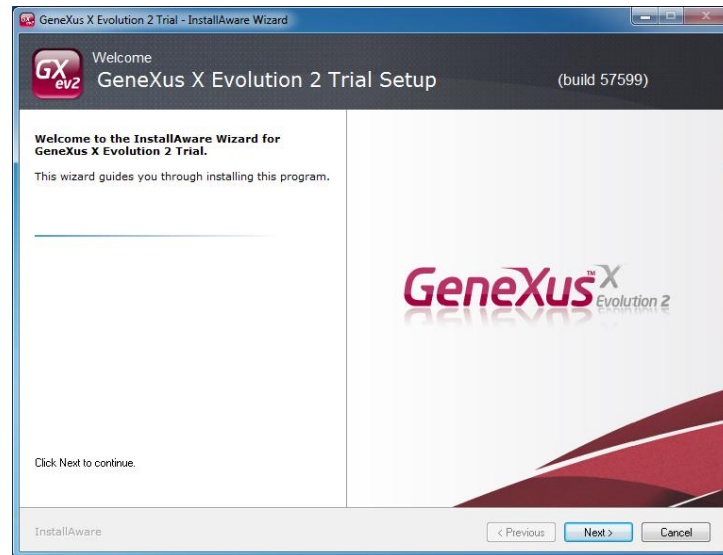 GeneXus X Evolution 2 Trial - InstallAware Wizard
GX
ev2
Welcome
GeneXus X Evolution 2 Trial Setup
(build 57599)
Welcome to the InstallAware Wizard for
GeneXus X Evolution 2 Trial.
This wizard guides you through installing this program.
GeneXus™ X
Evolution 2
Click Next to continue.
InstallAware
< Previous
Next >
Cancel